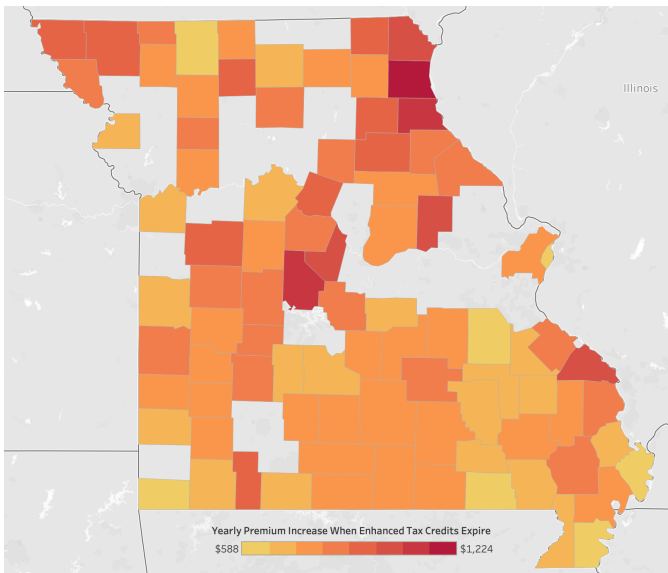 Illinois
Yearly Premium Increase When Enhanced Tax Credits Expire
$588 $1,224